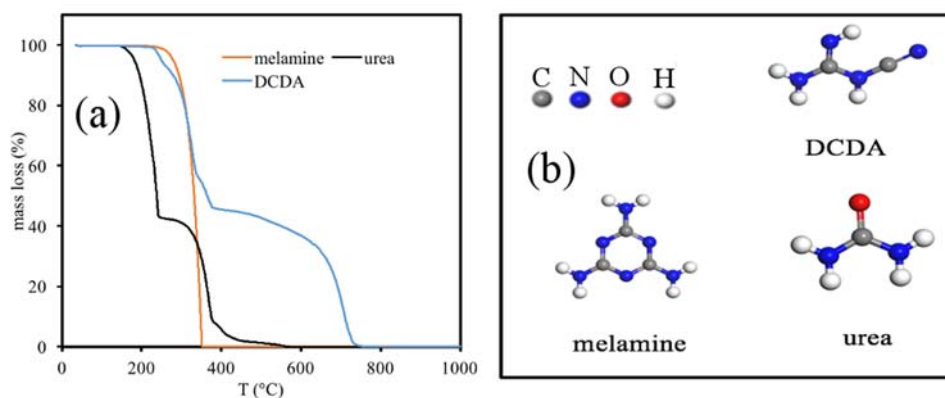 (a)
melamine
urea
DCDA
mass loss (%)
100
80
60
40
20
0
0 200 400 600 800 1000
T (°C)
(b)
C N O H
DCDA
melamine
urea